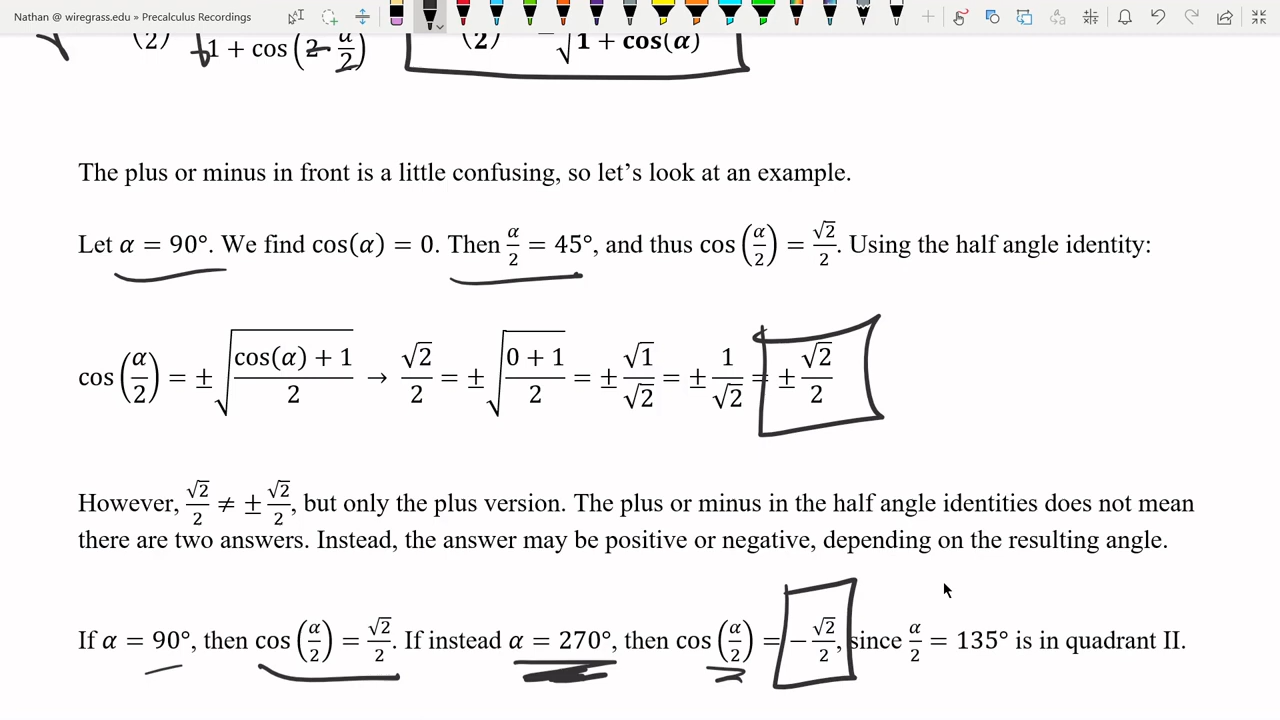 Nathan @ wiregrass.edu » Precalculus Recordings
(2) 1 + cos(2 · α/2) (2) √1 + cos(α)
The plus or minus in front is a little confusing, so let’s look at an example.
Let α = 90°. We find cos(α) = 0. Then α/2 = 45°, and thus cos(α/2) = √2/2. Using the half angle identity:
cos(α/2) = ± √((cos(α) + 1)/2) → √2/2 = ± √((0 + 1)/2) = ± √1/√2 = ± 1/√2 = ± √2/2
However, √2/2 ≠ ± √2/2, but only the plus version. The plus or minus in the half angle identities does not mean
there are two answers. Instead, the answer may be positive or negative, depending on the resulting angle.
If α = 90°, then cos(α/2) = √2/2. If instead α = 270°, then cos(α/2) = −√2/2, since α/2 = 135° is in quadrant II.